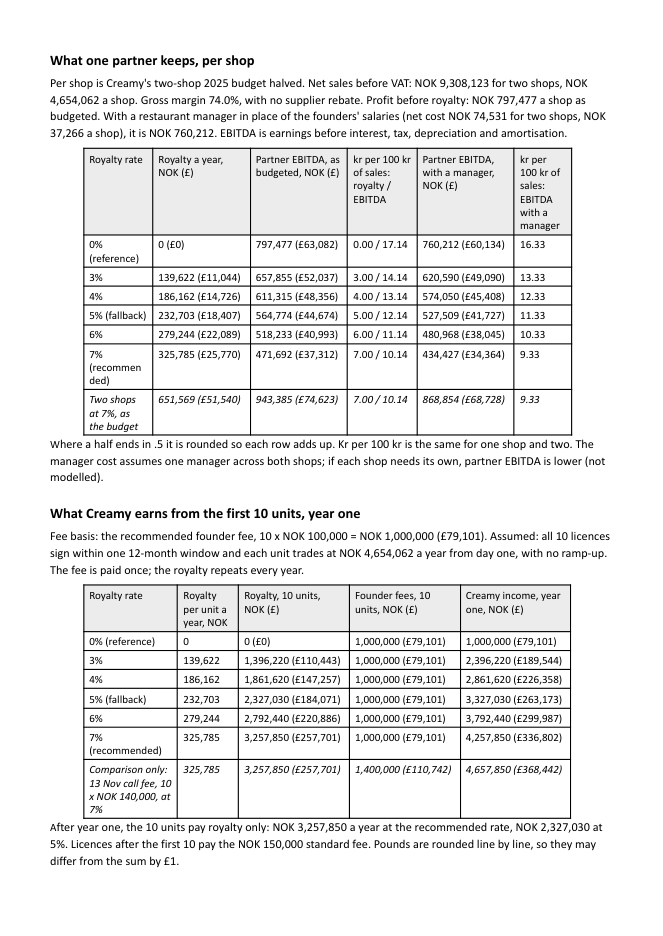 What one partner keeps, per shop
Per shop is Creamy's two-shop 2025 budget halved. Net sales before VAT: NOK 9,308,123 for two shops, NOK
4,654,062 a shop. Gross margin 74.0%, with no supplier rebate. Profit before royalty: NOK 797,477 a shop as
budgeted. With a restaurant manager in place of the founders' salaries (net cost NOK 74,531 for two shops, NOK
37,266 a shop), it is NOK 760,212. EBITDA is earnings before interest, tax, depreciation and amortisation.
Royalty rate | Royalty a year, NOK (£) | Partner EBITDA, as budgeted, NOK (£) | kr per 100 kr of sales: royalty / EBITDA | Partner EBITDA, with a manager, NOK (£) | kr per 100 kr of sales: EBITDA with a manager
0% (reference) | 0 (£0) | 797,477 (£63,082) | 0.00 / 17.14 | 760,212 (£60,134) | 16.33
3% | 139,622 (£11,044) | 657,855 (£52,037) | 3.00 / 14.14 | 620,590 (£49,090) | 13.33
4% | 186,162 (£14,726) | 611,315 (£48,356) | 4.00 / 13.14 | 574,050 (£45,408) | 12.33
5% (fallback) | 232,703 (£18,407) | 564,774 (£44,674) | 5.00 / 12.14 | 527,509 (£41,727) | 11.33
6% | 279,244 (£22,089) | 518,233 (£40,993) | 6.00 / 11.14 | 480,968 (£38,045) | 10.33
7% (recommended) | 325,785 (£25,770) | 471,692 (£37,312) | 7.00 / 10.14 | 434,427 (£34,364) | 9.33
Two shops at 7%, as the budget | 651,569 (£51,540) | 943,385 (£74,623) | 7.00 / 10.14 | 868,854 (£68,728) | 9.33
Where a half ends in .5 it is rounded so each row adds up. Kr per 100 kr is the same for one shop and two. The
manager cost assumes one manager across both shops; if each shop needs its own, partner EBITDA is lower (not
modelled).
What Creamy earns from the first 10 units, year one
Fee basis: the recommended founder fee, 10 x NOK 100,000 = NOK 1,000,000 (£79,101). Assumed: all 10 licences
sign within one 12-month window and each unit trades at NOK 4,654,062 a year from day one, with no ramp-up.
The fee is paid once; the royalty repeats every year.
Royalty rate | Royalty per unit a year, NOK | Royalty, 10 units, NOK (£) | Founder fees, 10 units, NOK (£) | Creamy income, year one, NOK (£)
0% (reference) | 0 | 0 (£0) | 1,000,000 (£79,101) | 1,000,000 (£79,101)
3% | 139,622 | 1,396,220 (£110,443) | 1,000,000 (£79,101) | 2,396,220 (£189,544)
4% | 186,162 | 1,861,620 (£147,257) | 1,000,000 (£79,101) | 2,861,620 (£226,358)
5% (fallback) | 232,703 | 2,327,030 (£184,071) | 1,000,000 (£79,101) | 3,327,030 (£263,173)
6% | 279,244 | 2,792,440 (£220,886) | 1,000,000 (£79,101) | 3,792,440 (£299,987)
7% (recommended) | 325,785 | 3,257,850 (£257,701) | 1,000,000 (£79,101) | 4,257,850 (£336,802)
Comparison only: 13 Nov call fee, 10 x NOK 140,000, at 7% | 325,785 | 3,257,850 (£257,701) | 1,400,000 (£110,742) | 4,657,850 (£368,442)
After year one, the 10 units pay royalty only: NOK 3,257,850 a year at the recommended rate, NOK 2,327,030 at
5%. Licences after the first 10 pay the NOK 150,000 standard fee. Pounds are rounded line by line, so they may
differ from the sum by £1.